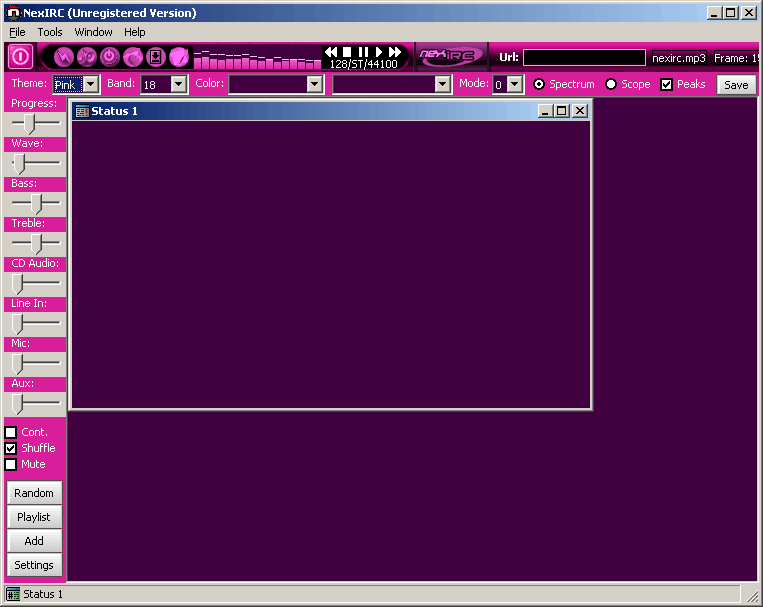 NexIRC (Unregistered Version)
File Tools Window Help
128/ST/44100
nexIRC
Url:
nexirc.mp3
Frame: 15
Theme: Pink Band: 18 Color: Mode: 0 Spectrum Scope Peaks Save
Progress:
Status 1
Wave:
Bass:
Treble:
CD Audio:
Line In:
Mic:
Aux:
Cont.
Shuffle
Mute
Random
Playlist
Add
Settings
Status 1